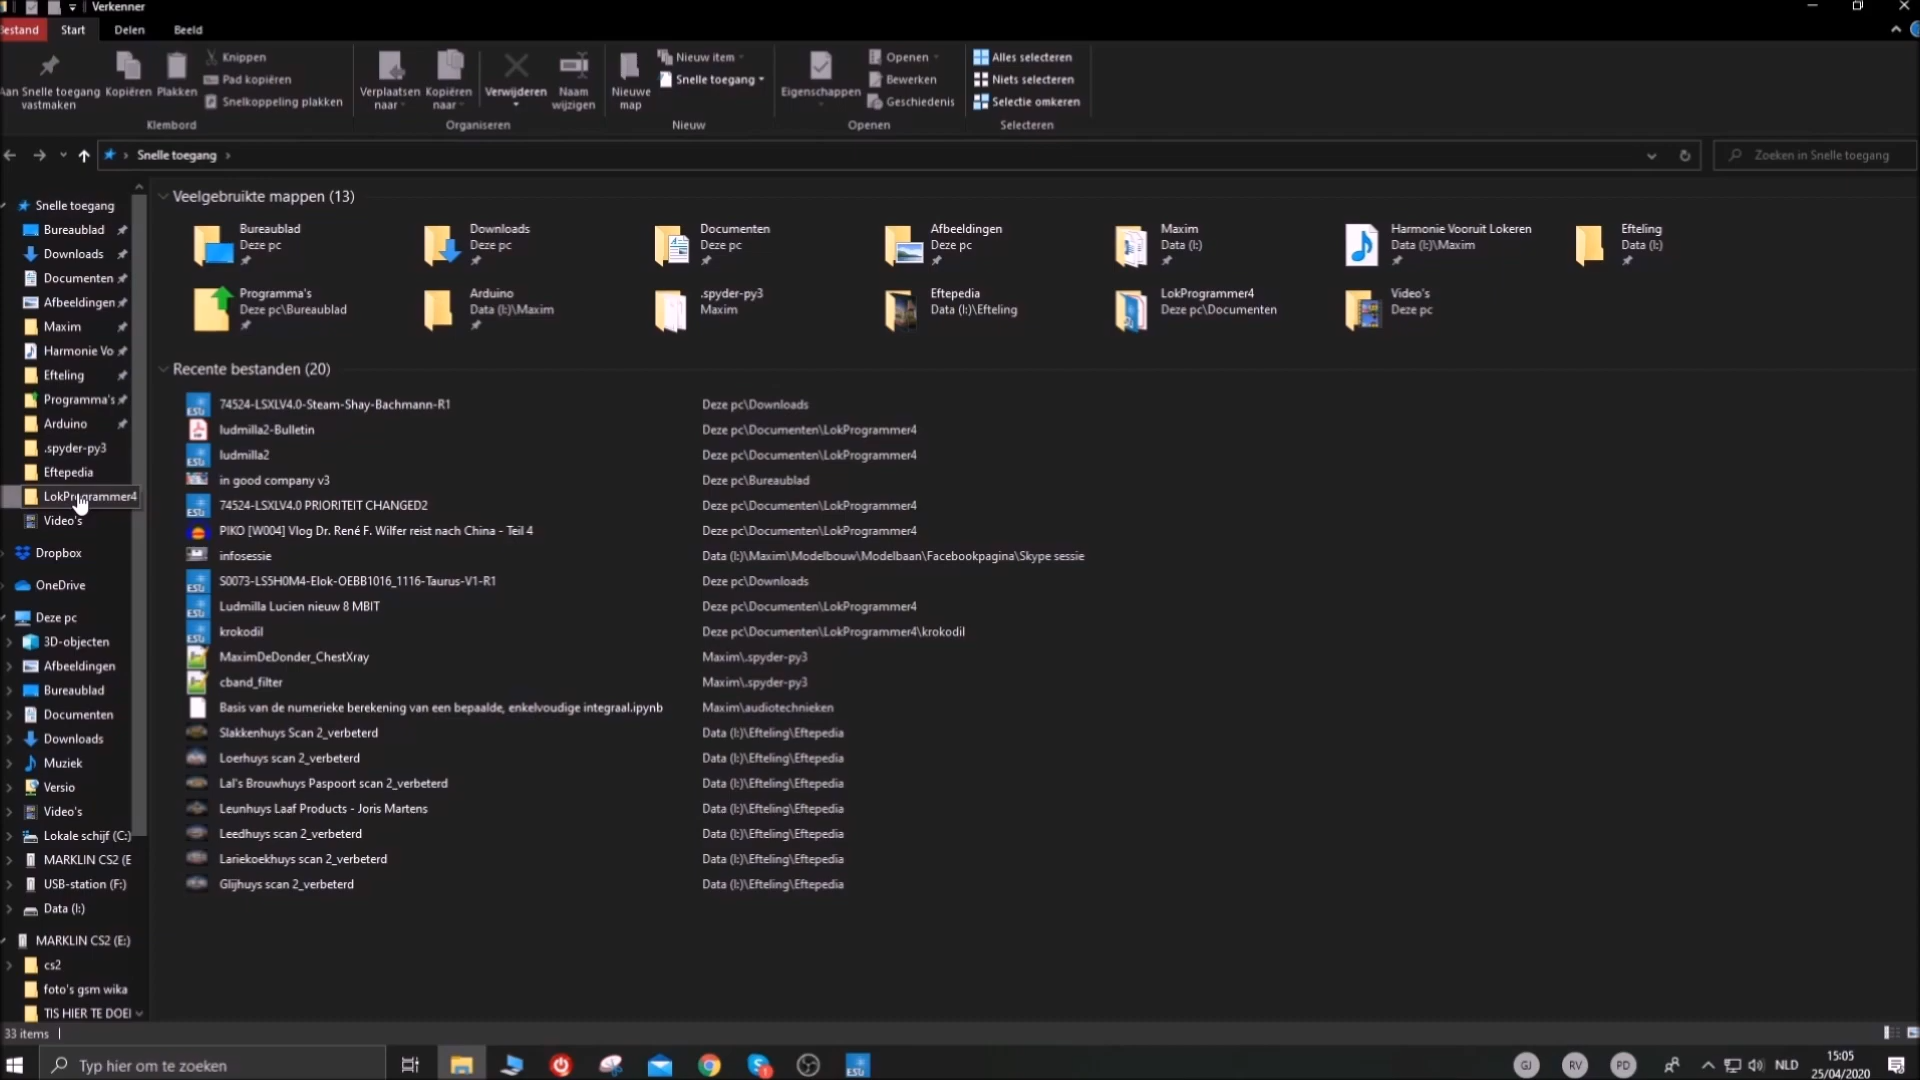 Verkenner
Bestand Start Delen Beeld
Aan Snelle toegang vastmaken
Kopiëren
Plakken
Knippen
Pad kopiëren
Snelkoppeling plakken
Klembord
Verplaatsen naar
Kopiëren naar
Verwijderen
Naam wijzigen
Organiseren
Nieuwe map
Nieuw item
Snelle toegang
Nieuw
Eigenschappen
Openen
Bewerken
Geschiedenis
Openen
Alles selecteren
Niets selecteren
Selectie omkeren
Selecteren
Snelle toegang
Zoeken in Snelle toegang
Snelle toegang
Bureaublad
Downloads
Documenten
Afbeeldingen
Maxim
Harmonie Vo
Efteling
Programma's
Arduino
.spyder-py3
Eftepedia
LokProgrammer4
Video's
Dropbox
OneDrive
Deze pc
3D-objecten
Afbeeldingen
Bureaublad
Documenten
Downloads
Muziek
Versio
Video's
Lokale schijf (C:)
MARKLIN CS2 (E
USB-station (F:)
Data (I:)
MARKLIN CS2 (E:)
cs2
foto's gsm wika
TIS HIER TE DOEI
Veelgebruikte mappen (13)
Bureaublad
Deze pc
Downloads
Deze pc
Documenten
Deze pc
Afbeeldingen
Deze pc
Maxim
Data (I:)
Harmonie Vooruit Lokeren
Data (I:)\Maxim
Efteling
Data (I:)
Programma's
Deze pc\Bureaublad
Arduino
Data (I:)\Maxim
.spyder-py3
Maxim
Eftepedia
Data (I:)\Efteling
LokProgrammer4
Deze pc\Documenten
Video's
Deze pc
Recente bestanden (20)
74524-LSXLV4.0-Steam-Shay-Bachmann-R1 Deze pc\Downloads
ludmilla2-Bulletin Deze pc\Documenten\LokProgrammer4
ludmilla2 Deze pc\Documenten\LokProgrammer4
in good company v3 Deze pc\Bureaublad
74524-LSXLV4.0 PRIORITEIT CHANGED2 Deze pc\Documenten\LokProgrammer4
PIKO [W004] Vlog Dr. René F. Wilfer reist nach China - Teil 4 Deze pc\Documenten\LokProgrammer4
infosessie Data (I:)\Maxim\Modelbouw\Modelbaan\Facebookpagina\Skype sessie
S0073-LS5H0M4-Elok-OEBB1016_1116-Taurus-V1-R1 Deze pc\Downloads
Ludmilla Lucien nieuw 8 MBIT Deze pc\Documenten\LokProgrammer4
krokodil Deze pc\Documenten\LokProgrammer4\krokodil
MaximDeDonder_ChestXray Maxim\.spyder-py3
cband_filter Maxim\.spyder-py3
Basis van de numerieke berekening van een bepaalde, enkelvoudige integraal.ipynb Maxim\audiotechnieken
Slakkenhuys Scan 2_verbeterd Data (I:)\Efteling\Eftepedia
Loerhuys scan 2_verbeterd Data (I:)\Efteling\Eftepedia
Lal's Brouwhuys Paspoort scan 2_verbeterd Data (I:)\Efteling\Eftepedia
Leunhuys Laaf Products - Joris Martens Data (I:)\Efteling\Eftepedia
Leedhuys scan 2_verbeterd Data (I:)\Efteling\Eftepedia
Lariekoekhuys scan 2_verbeterd Data (I:)\Efteling\Eftepedia
Glijhuys scan 2_verbeterd Data (I:)\Efteling\Eftepedia
33 items
Typ hier om te zoeken
ESU
GJ RV PD
NLD
15:05
25/04/2020